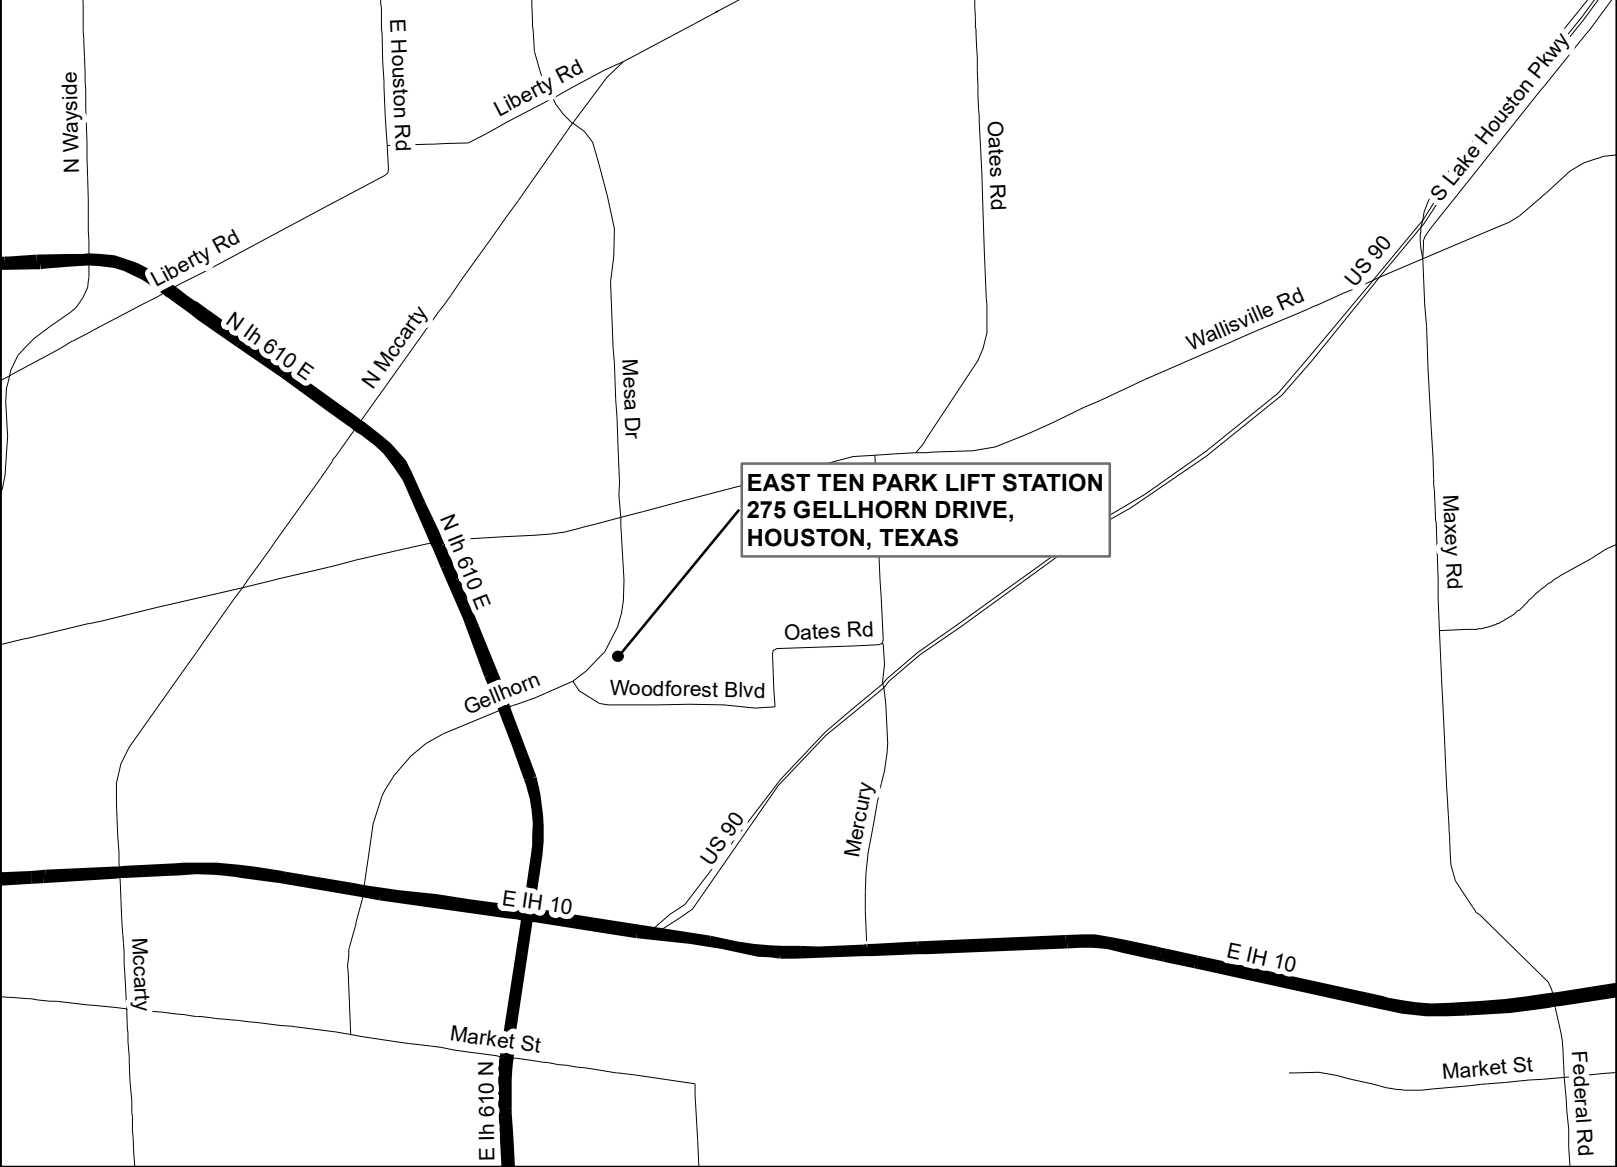 E Houston Rd
S Lake Houston Pkwy
Liberty Rd
N Wayside
Oates Rd
Liberty Rd
US 90
Wallisville Rd
N Ih 610 E
N Mccarty
Mesa Dr
EAST TEN PARK LIFT STATION
275 GELLHORN DRIVE,
HOUSTON, TEXAS
Maxey Rd
N Ih 610 E
Oates Rd
Gellhorn
Woodforest Blvd
US 90
Mercury
E IH 10
E IH 10
Mccarty
Market St
Market St
E Ih 610 N
Federal Rd